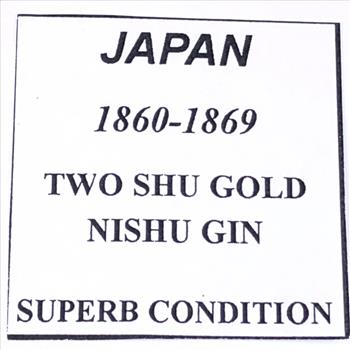 JAPAN
1860-1869
TWO SHU GOLD
NISHU GIN
SUPERB CONDITION